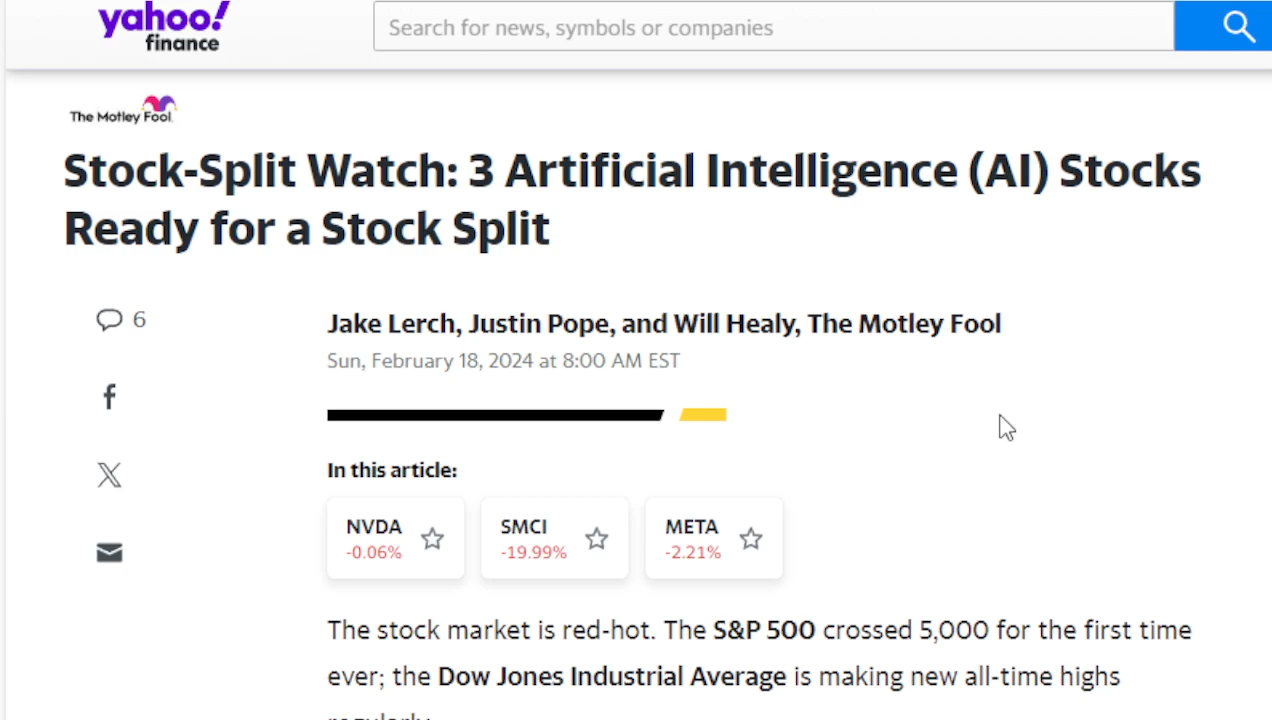 yahoo!
finance
Search for news, symbols or companies
The Motley Fool.
Stock-Split Watch: 3 Artificial Intelligence (AI) Stocks
Ready for a Stock Split
6
Jake Lerch, Justin Pope, and Will Healy, The Motley Fool
Sun, February 18, 2024 at 8:00 AM EST
In this article:
NVDA
-0.06%
SMCI
-19.99%
META
-2.21%
The stock market is red-hot. The S&P 500 crossed 5,000 for the first time
ever; the Dow Jones Industrial Average is making new all-time highs
regularly.